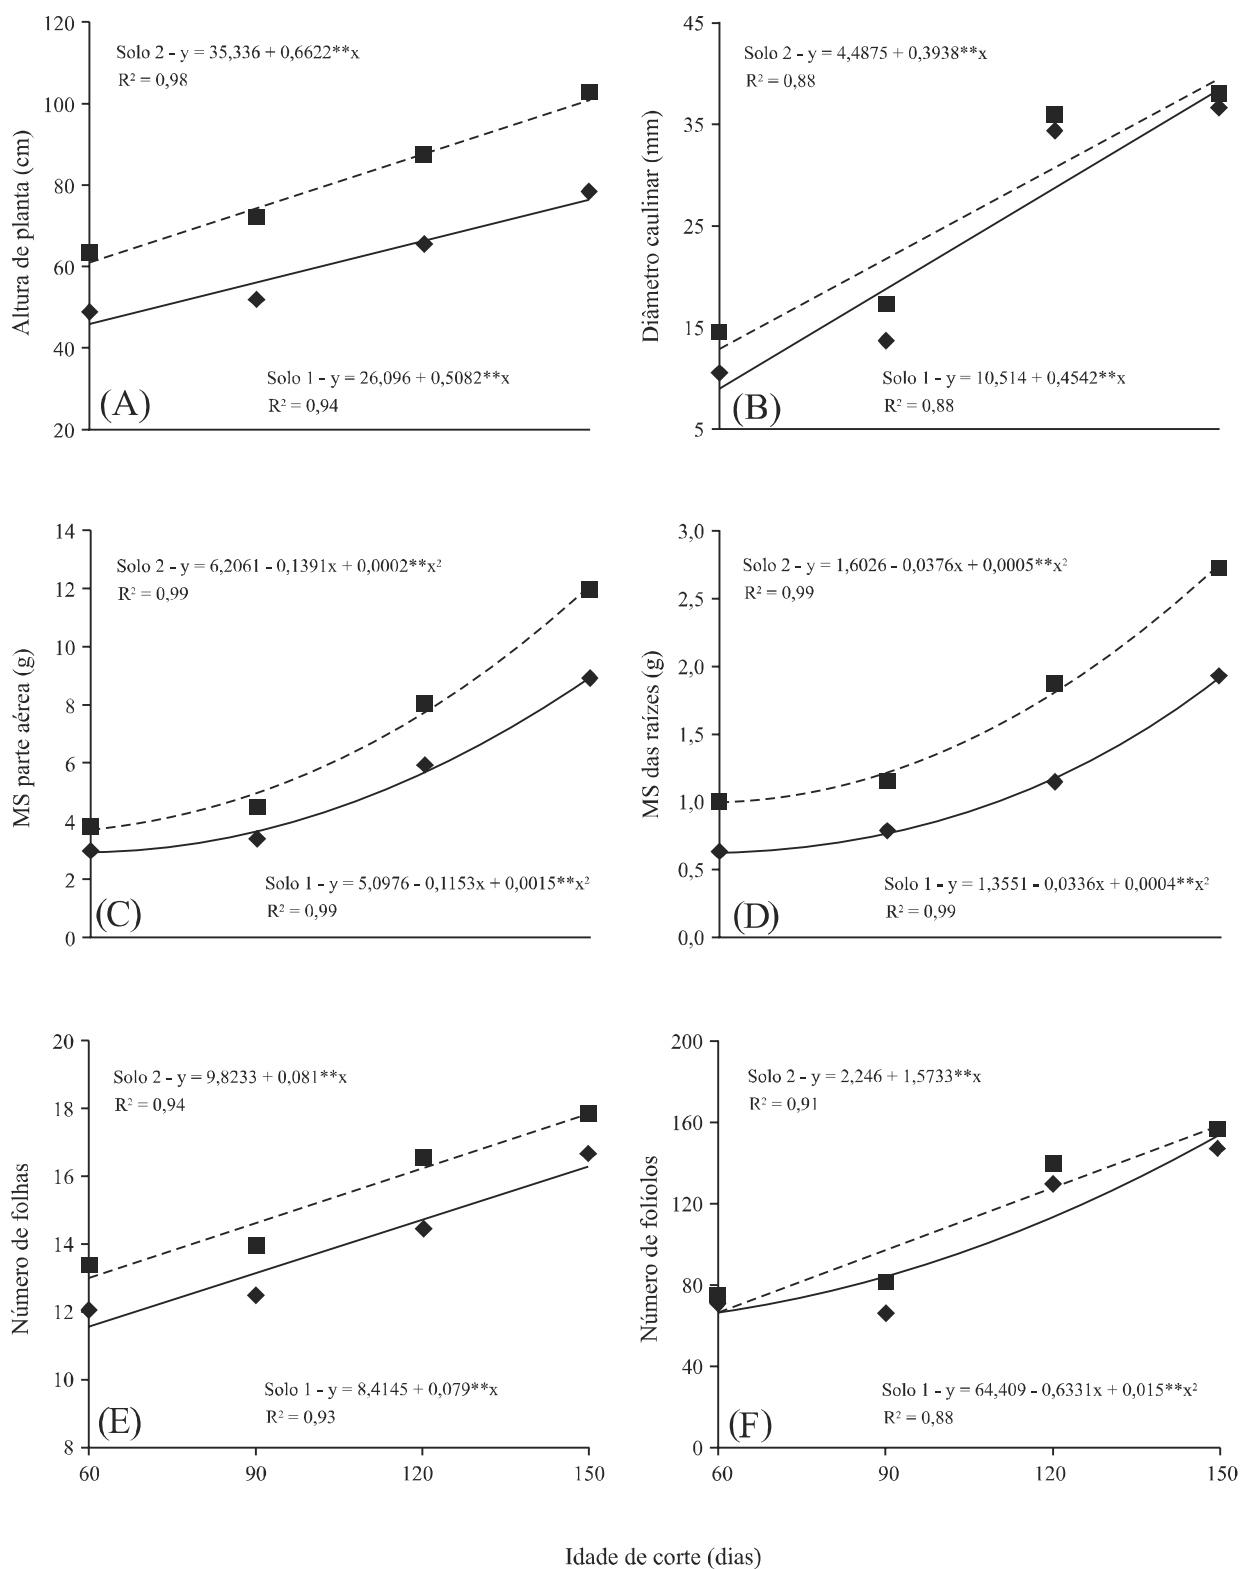 120
100
80
60
40
20
Altura de planta (cm)
Solo 2 - y = 35,336 + 0,6622**x
R² = 0,98
Solo 1 - y = 26,096 + 0,5082**x
R² = 0,94
(A)
45
35
25
15
5
Diâmetro caulinar (mm)
Solo 2 - y = 4,4875 + 0,3938**x
R² = 0,88
Solo 1 - y = 10,514 + 0,4542**x
R² = 0,88
(B)
14
12
10
8
6
4
2
0
MS parte aérea (g)
Solo 2 - y = 6,2061 - 0,1391x + 0,0002**x²
R² = 0,99
Solo 1 - y = 5,0976 - 0,1153x + 0,0015**x²
R² = 0,99
(C)
3,0
2,5
2,0
1,5
1,0
0,5
0,0
MS das raízes (g)
Solo 2 - y = 1,6026 - 0,0376x + 0,0005**x²
R² = 0,99
Solo 1 - y = 1,3551 - 0,0336x + 0,0004**x²
R² = 0,99
(D)
20
18
16
14
12
10
8
Número de folhas
Solo 2 - y = 9,8233 + 0,081**x
R² = 0,94
Solo 1 - y = 8,4145 + 0,079**x
R² = 0,93
(E)
60 90 120 150
200
160
120
80
40
0
Número de folíolos
Solo 2 - y = 2,246 + 1,5733**x
R² = 0,91
Solo 1 - y = 64,409 - 0,6331x + 0,015**x²
R² = 0,88
(F)
60 90 120 150
Idade de corte (dias)